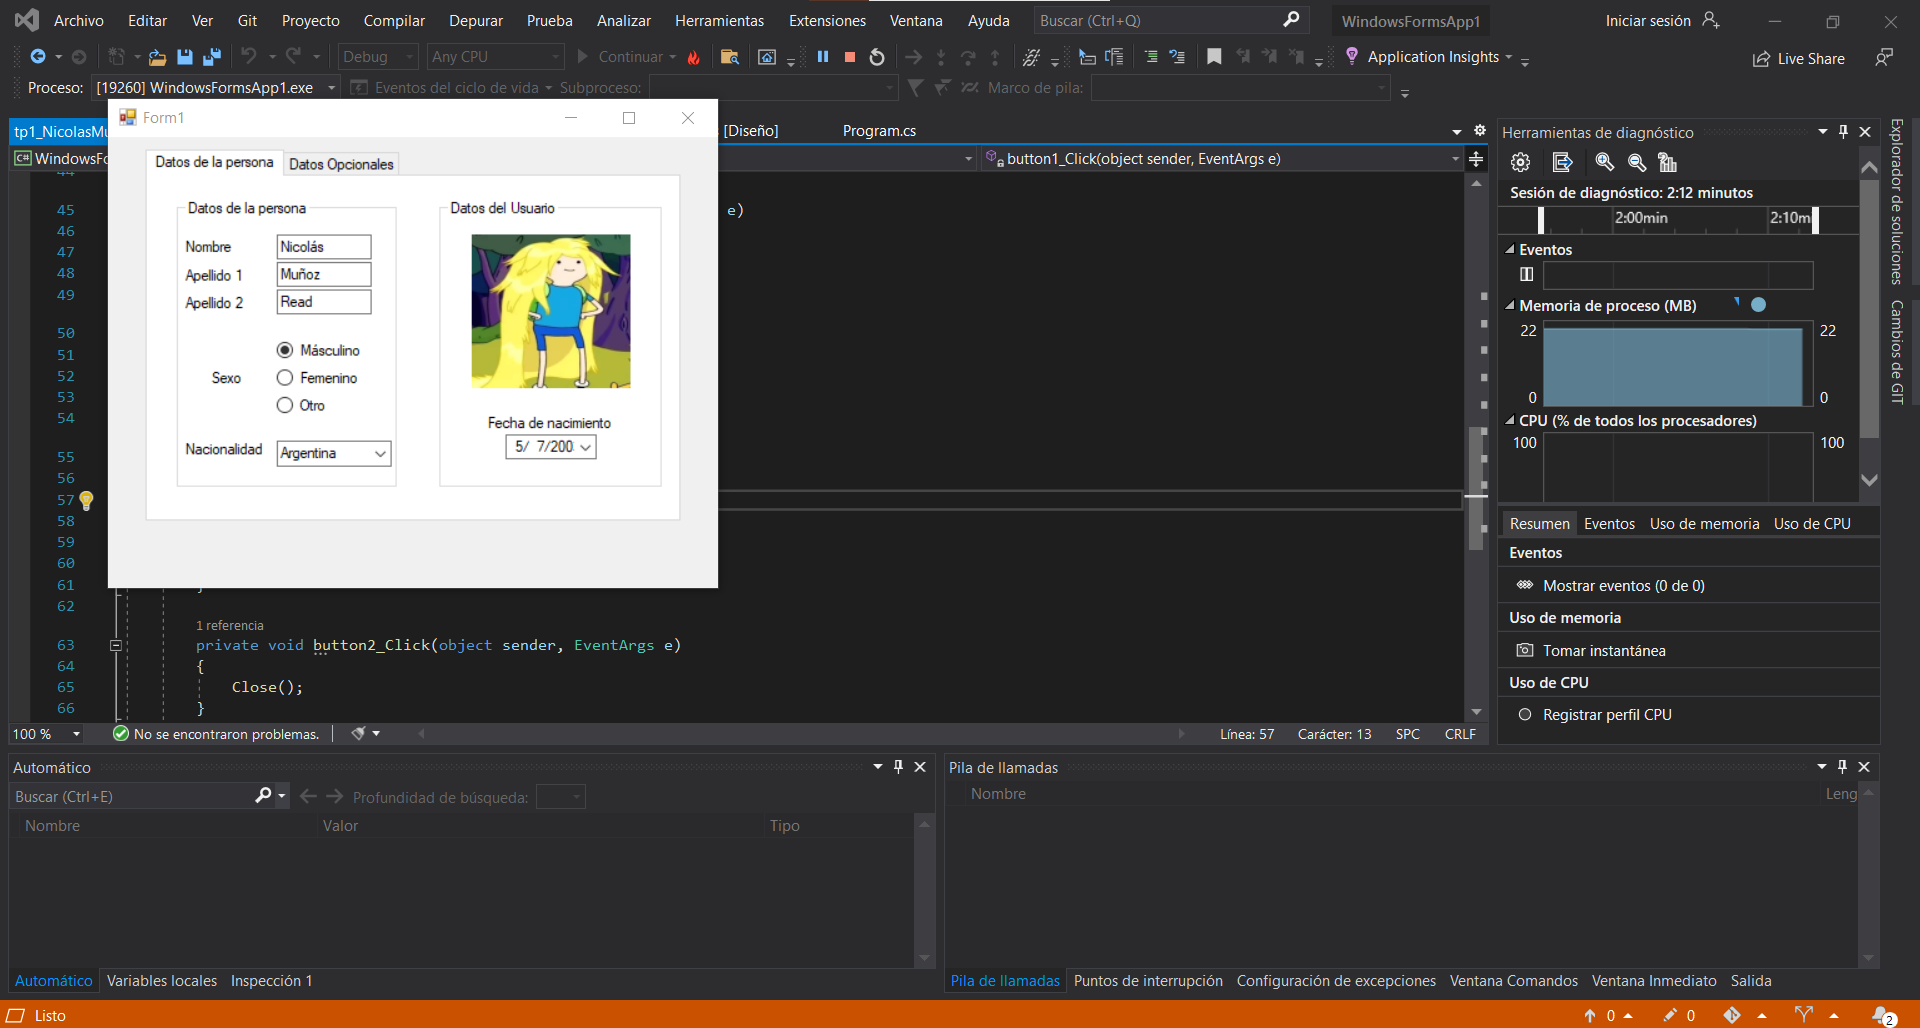 Archivo Editar Ver Git Proyecto Compilar Depurar Prueba Analizar Herramientas Extensiones Ventana Ayuda Buscar (Ctrl+Q) WindowsFormsApp1 Iniciar sesión
Debug Any CPU Continuar Application Insights Live Share
Proceso: [19260] WindowsFormsApp1.exe Eventos del ciclo de vida Subproceso: Marco de pila:
Form1
tp1_NicolasMu [Diseño] Program.cs
C# WindowsFo button1_Click(object sender, EventArgs e)
Datos de la persona Datos Opcionales
Datos de la persona
Nombre Nicolás
Apellido 1 Muñoz
Apellido 2 Read
Sexo
Másculino
Femenino
Otro
Nacionalidad Argentina
Datos del Usuario
Fecha de nacimiento
5/ 7/200
44
45 e)
46
47
48
49
50
51
52
53
54
55
56
57
58
59
60
61 }
62
1 referencia
63 private void button2_Click(object sender, EventArgs e)
64 {
65 Close();
66 }
100 % No se encontraron problemas. Línea: 57 Carácter: 13 SPC CRLF
Herramientas de diagnóstico
Sesión de diagnóstico: 2:12 minutos
2:00min 2:10m
Eventos
Memoria de proceso (MB)
22 22
0 0
CPU (% de todos los procesadores)
100 100
Resumen Eventos Uso de memoria Uso de CPU
Eventos
Mostrar eventos (0 de 0)
Uso de memoria
Tomar instantánea
Uso de CPU
Registrar perfil CPU
Explorador de soluciones
Cambios de GIT
Automático
Buscar (Ctrl+E) Profundidad de búsqueda:
Nombre Valor Tipo
Automático Variables locales Inspección 1
Pila de llamadas
Nombre Leng
Pila de llamadas Puntos de interrupción Configuración de excepciones Ventana Comandos Ventana Inmediato Salida
Listo 0 0 2